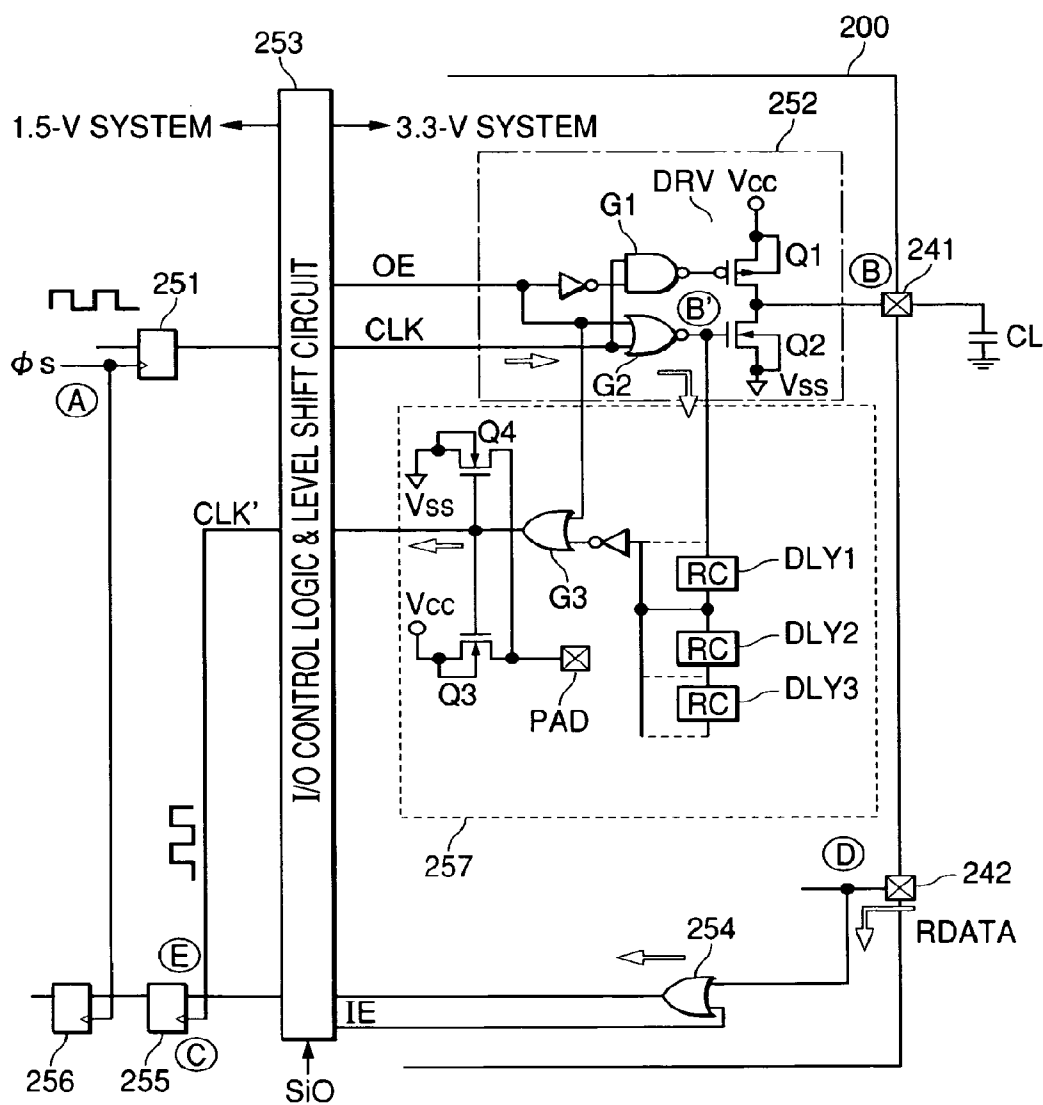 253
200
1.5-V SYSTEM
3.3-V SYSTEM
252
DRV
Vcc
G1
Q1
OE
B
241
251
B'
CLK
Q2
CL
ϕs
A
G2
Vss
I/O CONTROL LOGIC & LEVEL SHIFT CIRCUIT
Q4
Vss
CLK'
G3
RC
DLY1
Vcc
RC
DLY2
Q3
RC
DLY3
PAD
257
D
242
RDATA
254
E
IE
C
256
255
SiO